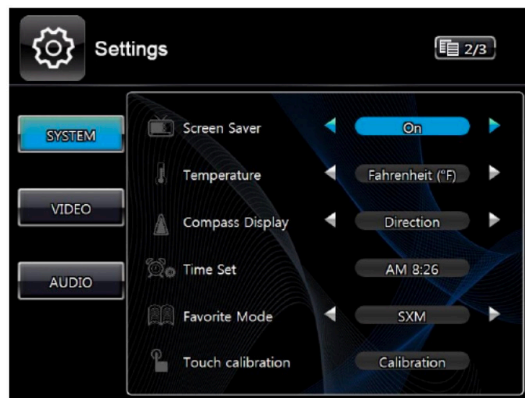 Settings
2/3
SYSTEM
VIDEO
AUDIO
Screen Saver On
Temperature Fahrenheit (°F)
Compass Display Direction
Time Set AM 8:26
Favorite Mode SXM
Touch calibration Calibration